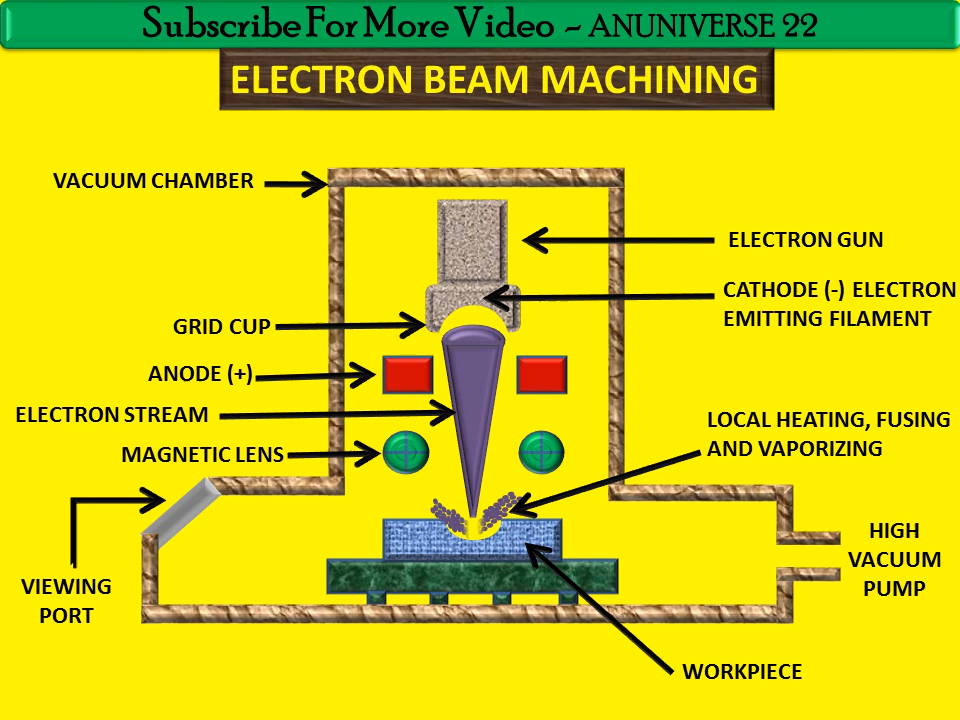 Subscribe For More Video - ANUNIVERSE 22
ELECTRON BEAM MACHINING
VACUUM CHAMBER
ELECTRON GUN
CATHODE (-) ELECTRON
EMITTING FILAMENT
GRID CUP
ANODE (+)
ELECTRON STREAM
LOCAL HEATING, FUSING
AND VAPORIZING
MAGNETIC LENS
HIGH
VACUUM
PUMP
VIEWING
PORT
WORKPIECE